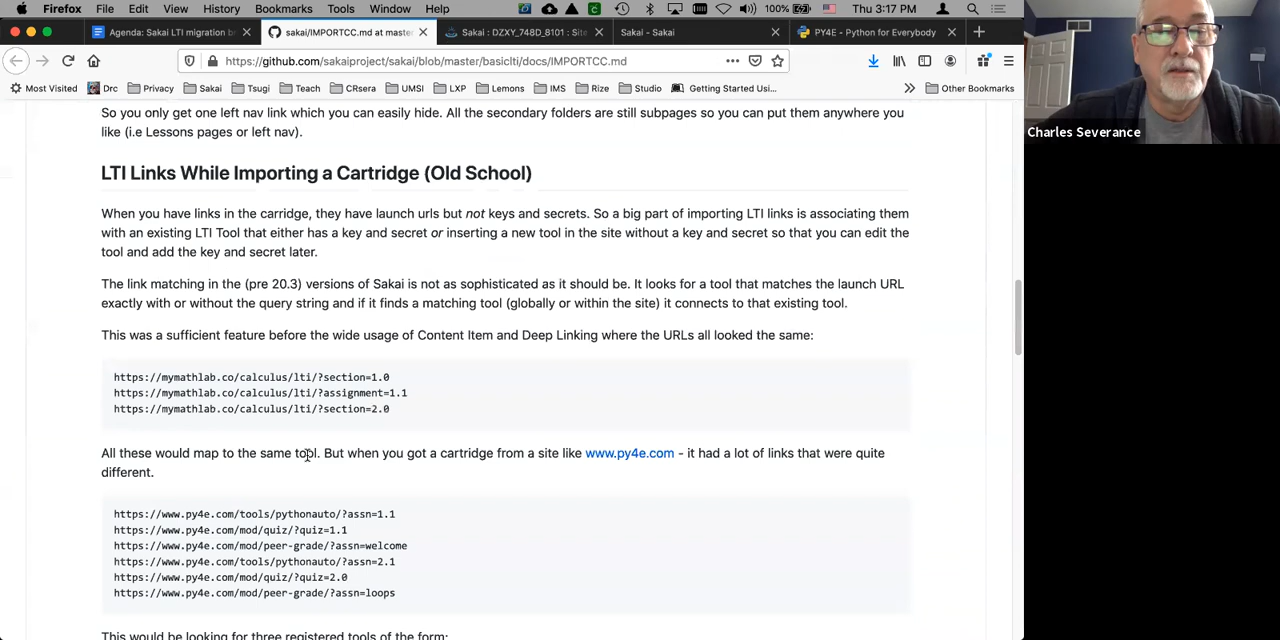 Firefox File Edit View History Bookmarks Tools Window Help 100% Thu 3:17 PM
Agenda: Sakai LTI migration b sakai/IMPORTCC.md at master Sakai : DZXY_748D_8101 : Site Sakai - Sakai PY4E - Python for Everybody
https://github.com/sakaiproject/sakai/blob/master/basiclti/docs/IMPORTCC.md
Most Visited Drc Privacy Sakai Tsugi Teach CRsera UMSI LXP Lemons IMS Rize Studio Getting Started Usi... Other Bookmarks
So you only get one left nav link which you can easily hide. All the secondary folders are still subpages so you can put them anywhere you
like (i.e Lessons pages or left nav).
LTI Links While Importing a Cartridge (Old School)
When you have links in the carridge, they have launch urls but not keys and secrets. So a big part of importing LTI links is associating them
with an existing LTI Tool that either has a key and secret or inserting a new tool in the site without a key and secret so that you can edit the
tool and add the key and secret later.
The link matching in the (pre 20.3) versions of Sakai is not as sophisticated as it should be. It looks for a tool that matches the launch URL
exactly with or without the query string and if it finds a matching tool (globally or within the site) it connects to that existing tool.
This was a sufficient feature before the wide usage of Content Item and Deep Linking where the URLs all looked the same:
https://mymathlab.co/calculus/lti/?section=1.0
https://mymathlab.co/calculus/lti/?assignment=1.1
https://mymathlab.co/calculus/lti/?section=2.0
All these would map to the same tool. But when you got a cartridge from a site like www.py4e.com - it had a lot of links that were quite
different.
https://www.py4e.com/tools/pythonauto/?assn=1.1
https://www.py4e.com/mod/quiz/?quiz=1.1
https://www.py4e.com/mod/peer-grade/?assn=welcome
https://www.py4e.com/tools/pythonauto/?assn=2.1
https://www.py4e.com/mod/quiz/?quiz=2.0
https://www.py4e.com/mod/peer-grade/?assn=loops
This would be looking for three registered tools of the form:
Charles Severance